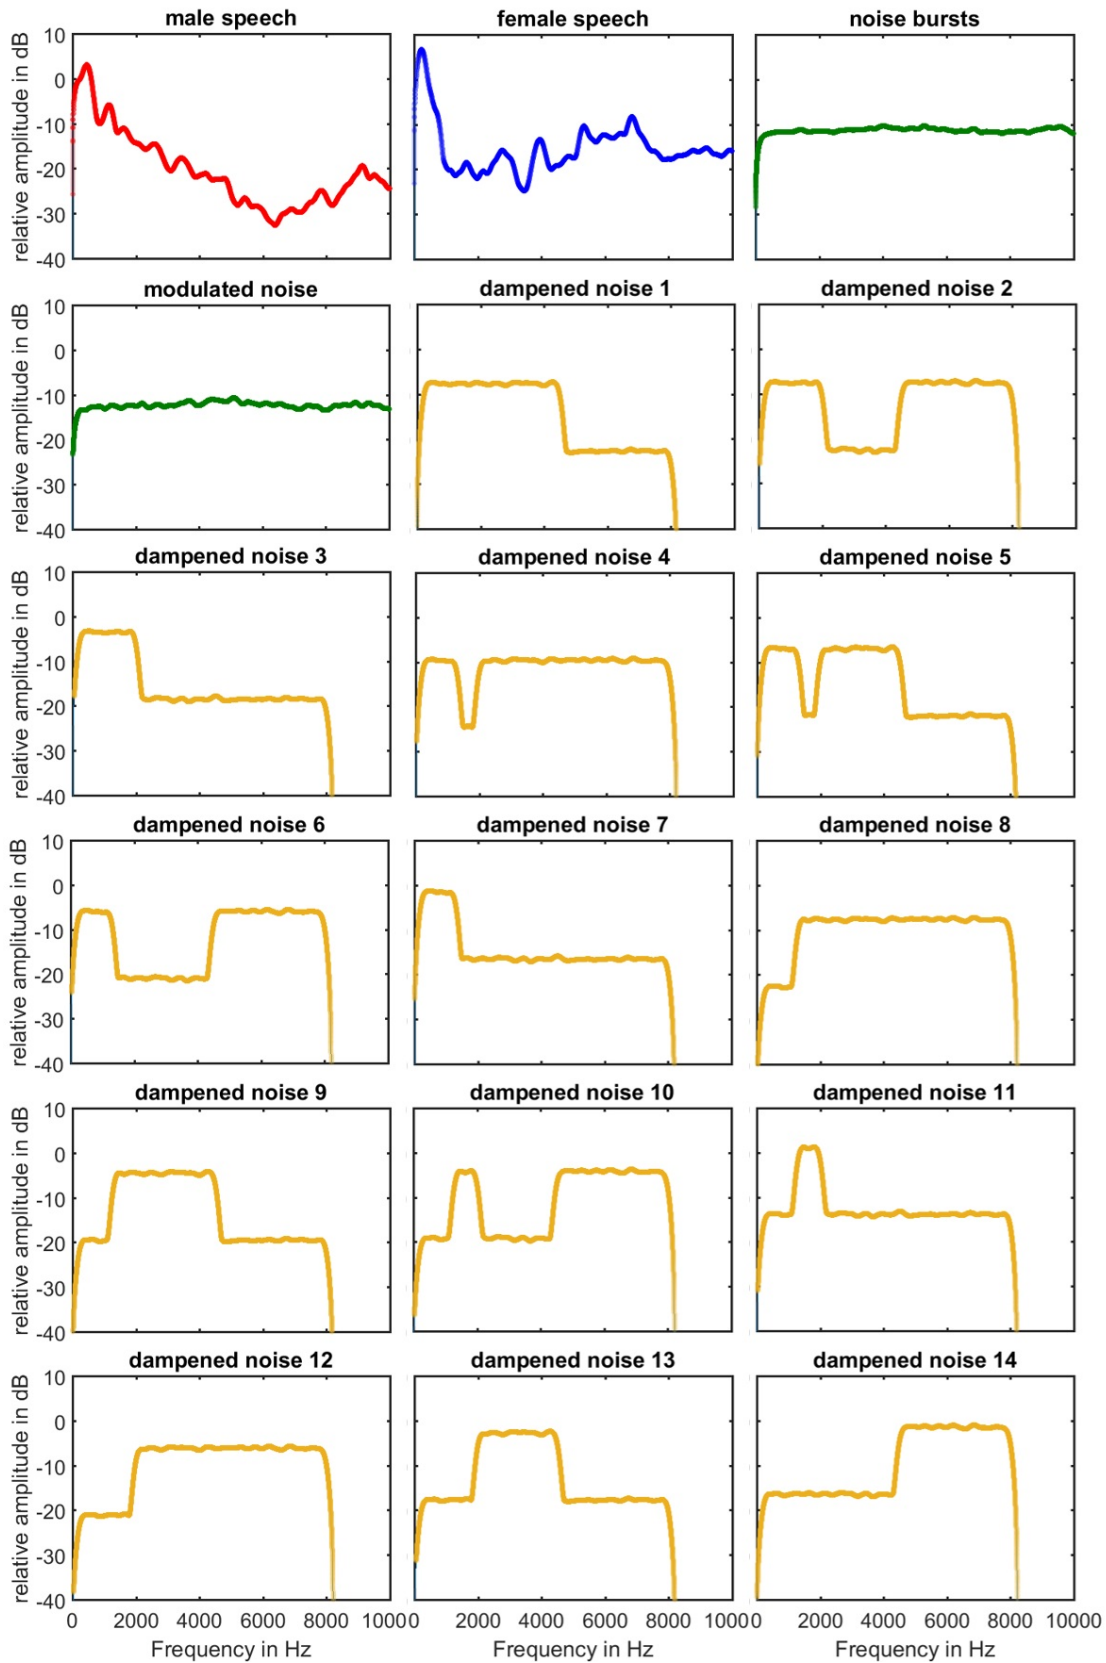 male speech
female speech
noise bursts
relative amplitude in dB
10
0
-10
-20
-30
-40
modulated noise
dampened noise 1
dampened noise 2
relative amplitude in dB
10
0
-10
-20
-30
-40
dampened noise 3
dampened noise 4
dampened noise 5
relative amplitude in dB
10
0
-10
-20
-30
-40
dampened noise 6
dampened noise 7
dampened noise 8
relative amplitude in dB
10
0
-10
-20
-30
-40
dampened noise 9
dampened noise 10
dampened noise 11
relative amplitude in dB
10
0
-10
-20
-30
-40
dampened noise 12
dampened noise 13
dampened noise 14
relative amplitude in dB
10
0
-10
-20
-30
-40
0 2000 4000 6000 8000 10000
0 2000 4000 6000 8000 10000
0 2000 4000 6000 8000 10000
Frequency in Hz
Frequency in Hz
Frequency in Hz